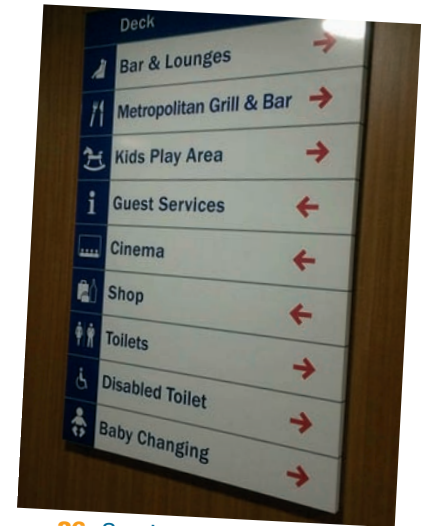 Deck
Bar & Lounges
Metropolitan Grill & Bar
Kids Play Area
Guest Services
Cinema
Shop
Toilets
Disabled Toilet
Baby Changing